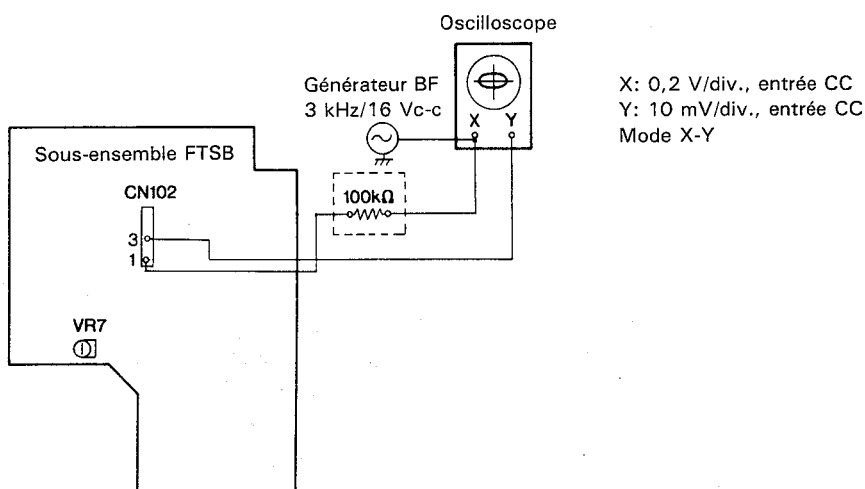 Oscilloscope
Générateur BF
3 kHz/16 Vc-c
X Y
X: 0,2 V/div., entrée CC
Y: 10 mV/div., entrée CC
Mode X-Y
Sous-ensemble FTSB
CN102
100kΩ
3
1
VR7